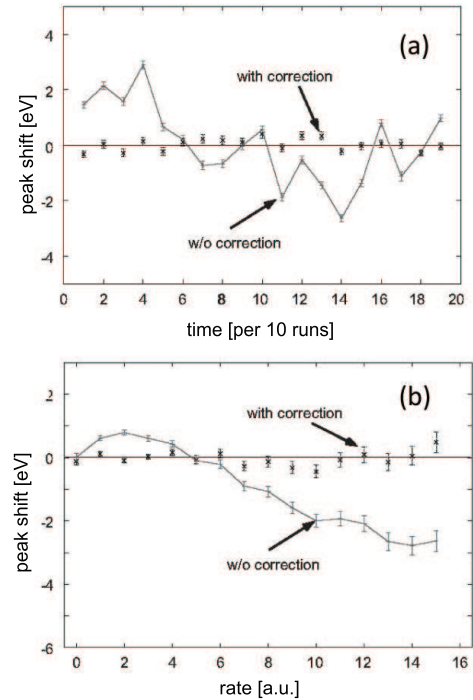 4
(a)
with correction
2
0
-2
w/o correction
-4
peak shift [eV]
0 2 4 6 8 10 12 14 16 18 20
time [per 10 runs]
2
(b)
with correction
0
-2
w/o correction
-4
-6
peak shift [eV]
0 2 4 6 8 10 12 14 16
rate [a.u.]